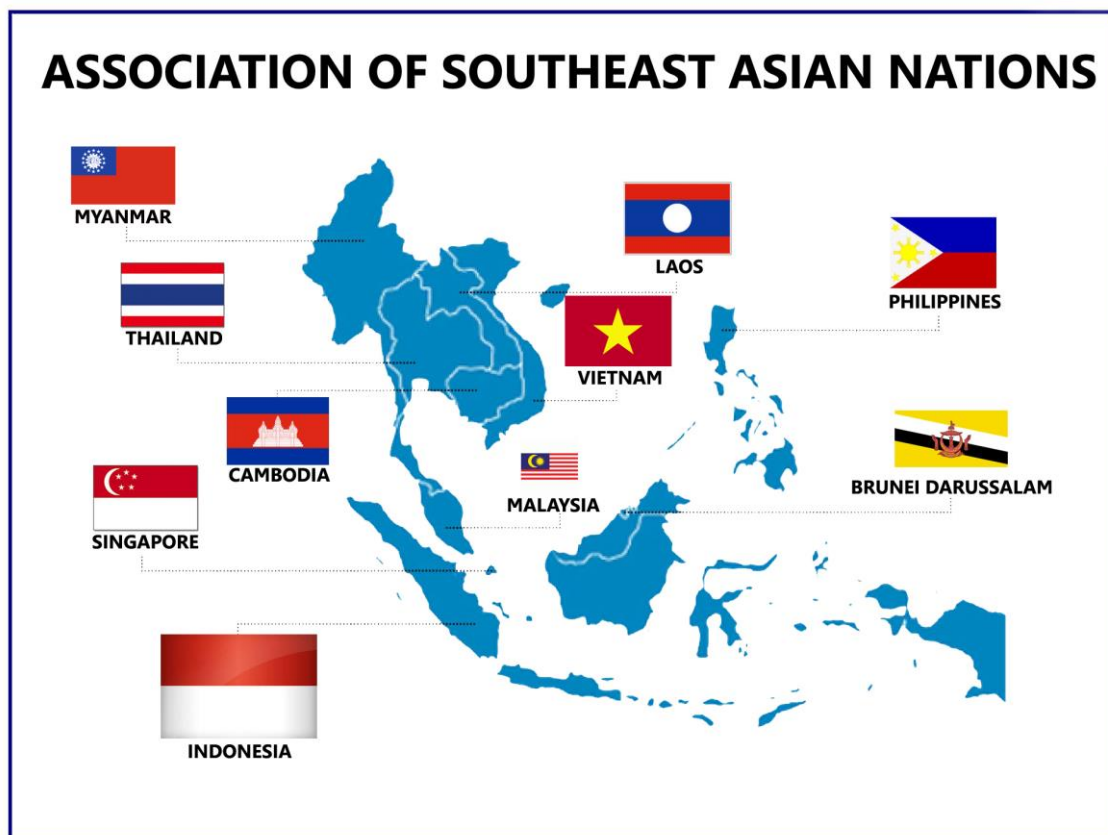 ASSOCIATION OF SOUTHEAST ASIAN NATIONS
MYANMAR
LAOS
THAILAND
PHILIPPINES
VIETNAM
CAMBODIA
MALAYSIA
BRUNEI DARUSSALAM
SINGAPORE
INDONESIA